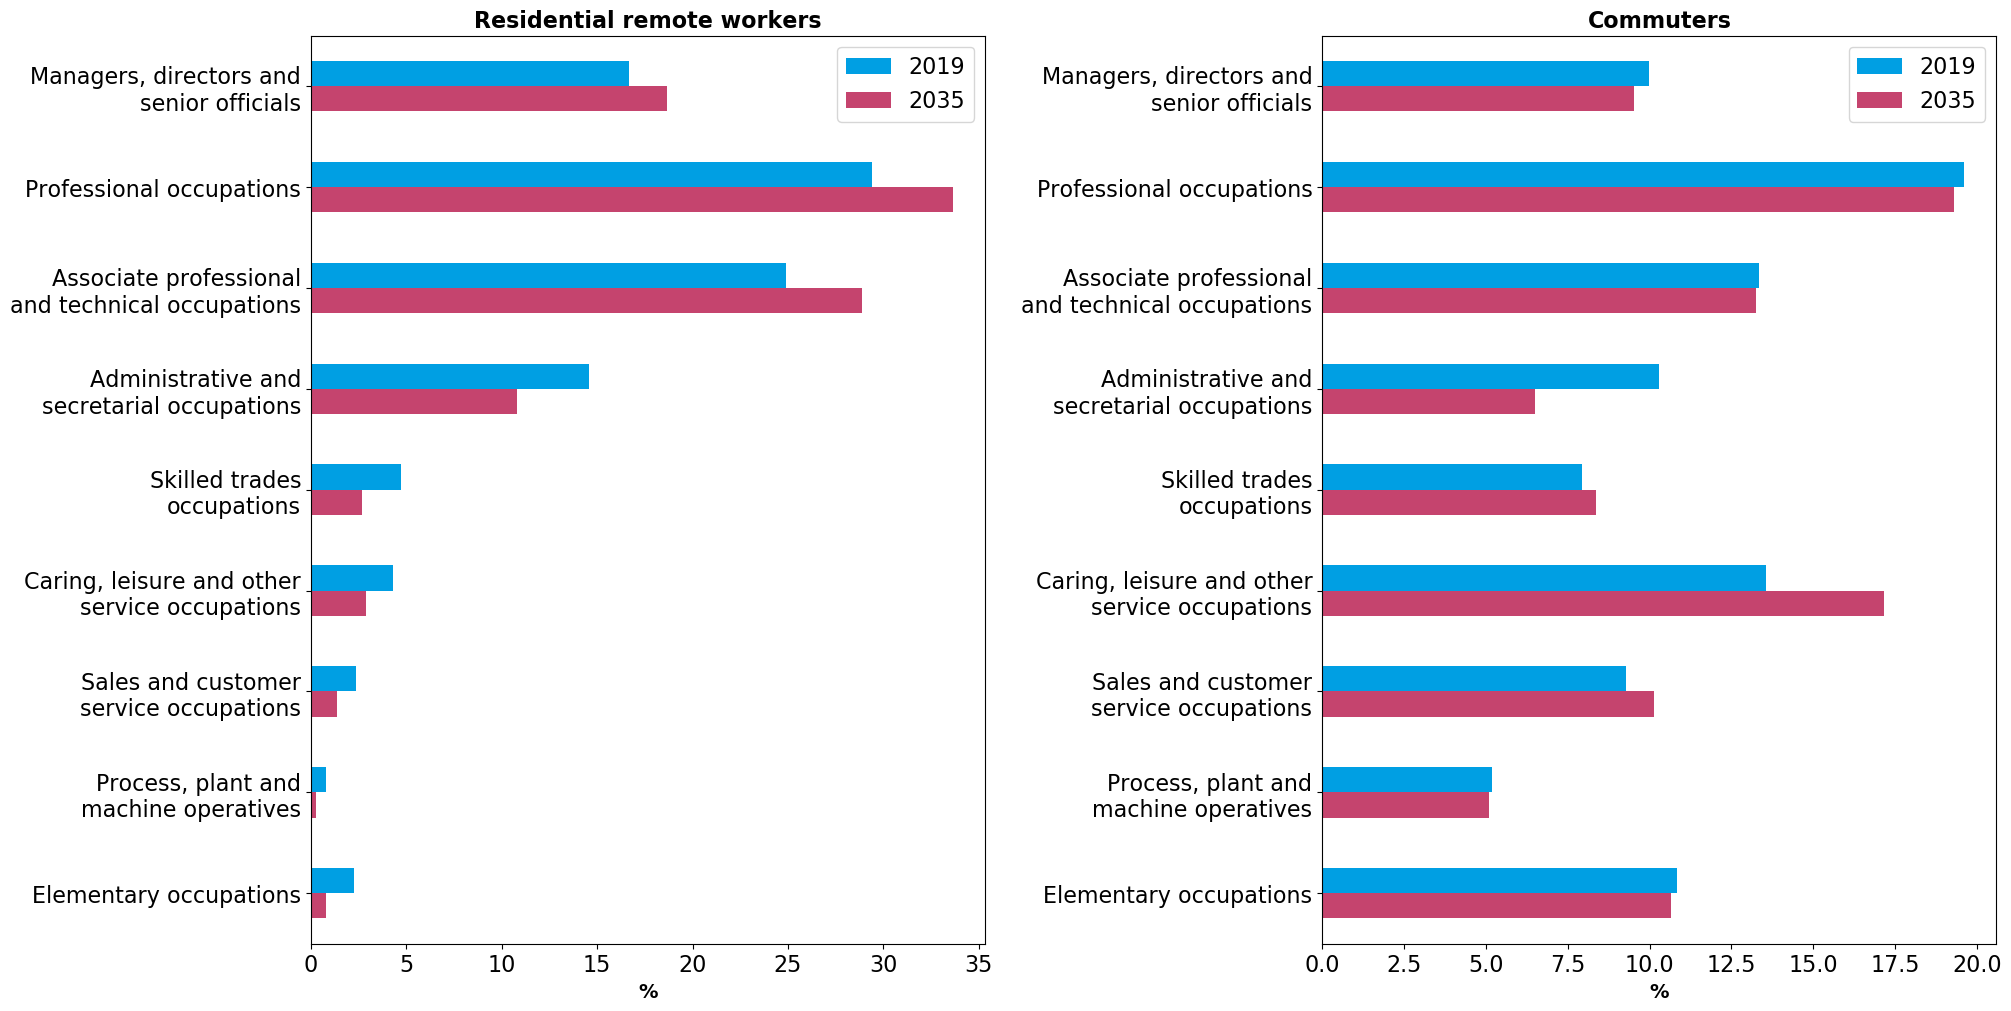 Residential remote workers
2019
2035
Managers, directors and
senior officials
Professional occupations
Associate professional
and technical occupations
Administrative and
secretarial occupations
Skilled trades
occupations
Caring, leisure and other
service occupations
Sales and customer
service occupations
Process, plant and
machine operatives
Elementary occupations
0 5 10 15 20 25 30 35
%
Commuters
2019
2035
Managers, directors and
senior officials
Professional occupations
Associate professional
and technical occupations
Administrative and
secretarial occupations
Skilled trades
occupations
Caring, leisure and other
service occupations
Sales and customer
service occupations
Process, plant and
machine operatives
Elementary occupations
0.0 2.5 5.0 7.5 10.0 12.5 15.0 17.5 20.0
%